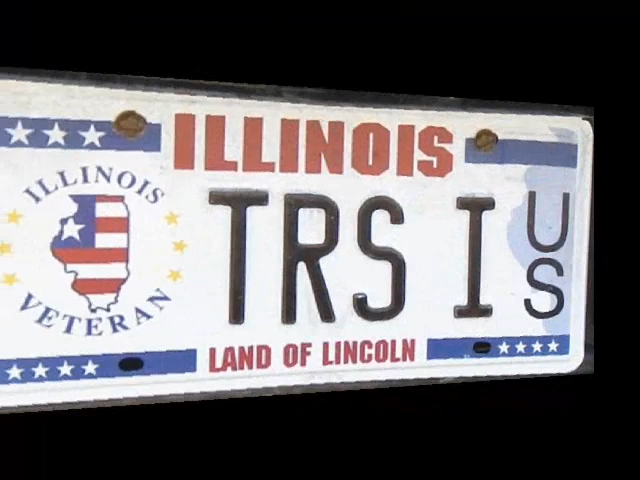 ILLINOIS
ILLINOIS
VETERAN
TRS I US
LAND OF LINCOLN